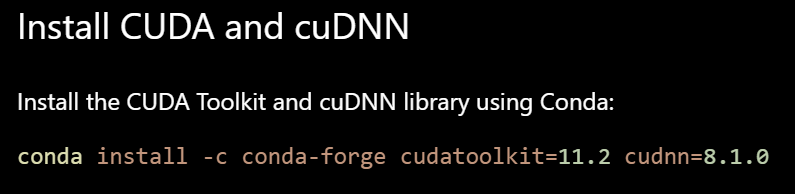 Install CUDA and cuDNN
Install the CUDA Toolkit and cuDNN library using Conda:
conda install -c conda-forge cudatoolkit=11.2 cudnn=8.1.0